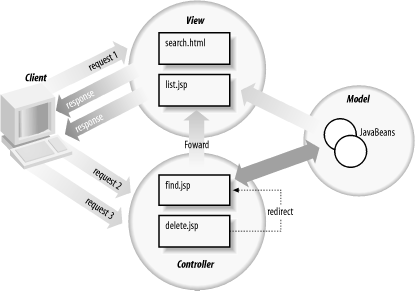 View
search.html
list.jsp
Client
request 1
response
response
Model
JavaBeans
Foward
request 2
request 3
find.jsp
redirect
delete.jsp
Controller